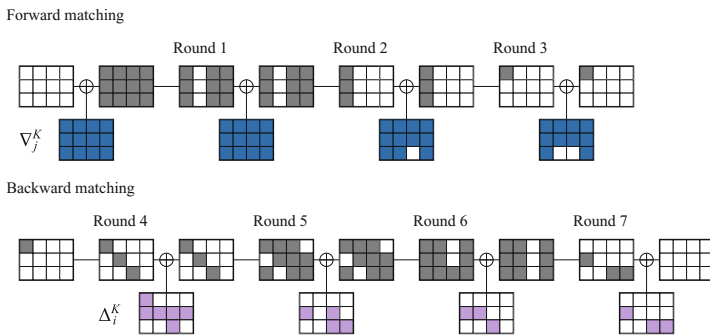 Forward matching
Round 1 Round 2 Round 3
∇_j^K
Backward matching
Round 4 Round 5 Round 6 Round 7
Δ_i^K